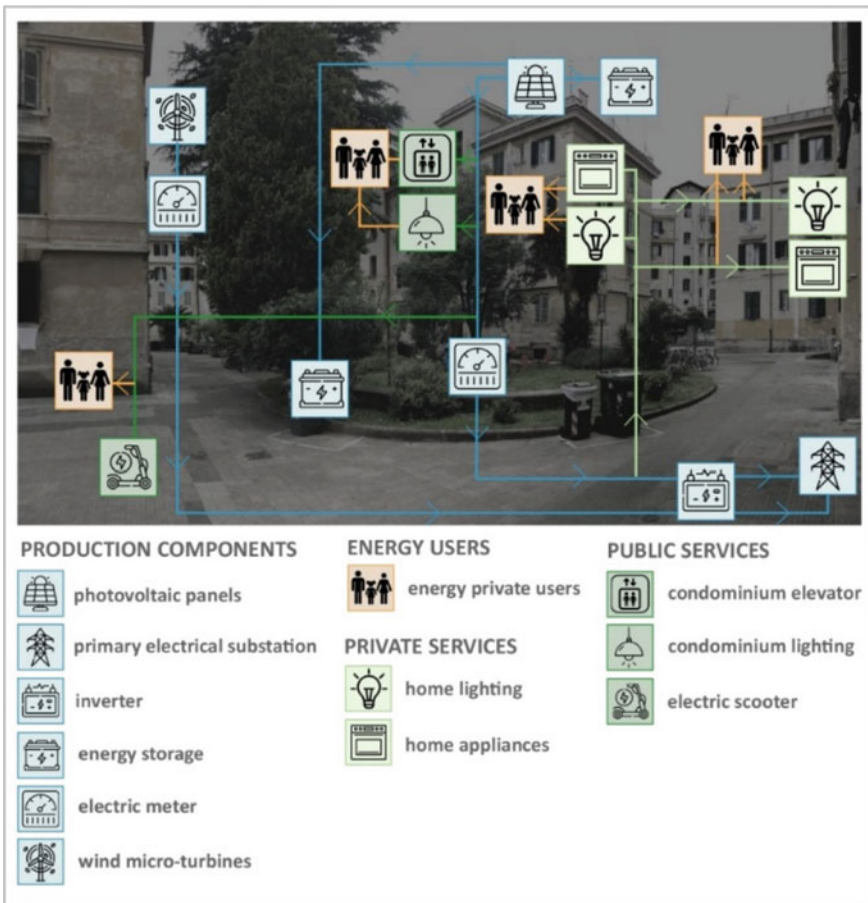 PRODUCTION COMPONENTS
photovoltaic panels
primary electrical substation
inverter
energy storage
electric meter
wind micro-turbines
ENERGY USERS
energy private users
PRIVATE SERVICES
home lighting
home appliances
PUBLIC SERVICES
condominium elevator
condominium lighting
electric scooter